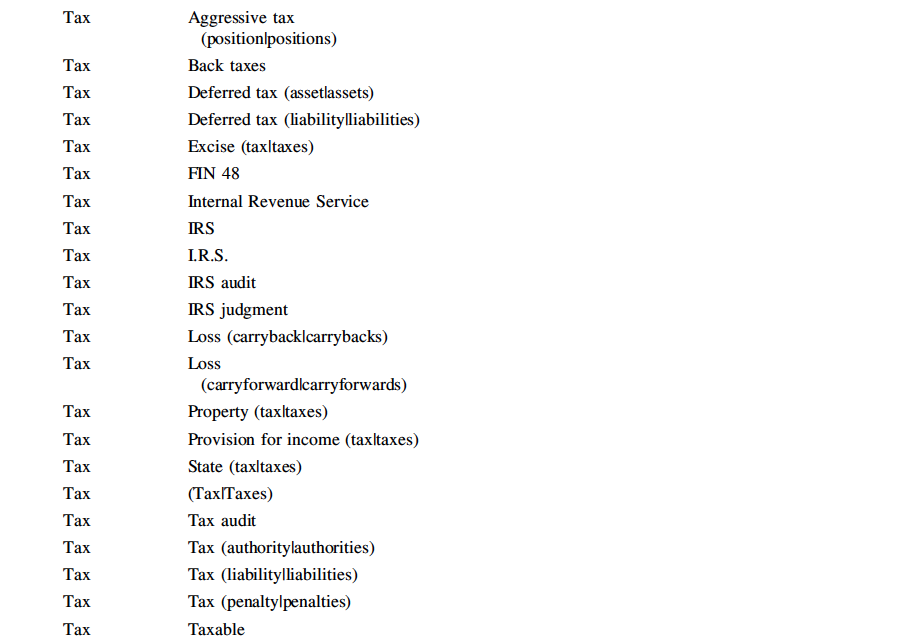 Tax Aggressive tax
(position|positions)
Tax Back taxes
Tax Deferred tax (asset|assets)
Tax Deferred tax (liability|liabilities)
Tax Excise (tax|taxes)
Tax FIN 48
Tax Internal Revenue Service
Tax IRS
Tax I.R.S.
Tax IRS audit
Tax IRS judgment
Tax Loss (carryback|carrybacks)
Tax Loss
(carryforward|carryforwards)
Tax Property (tax|taxes)
Tax Provision for income (tax|taxes)
Tax State (tax|taxes)
Tax (Tax|Taxes)
Tax Tax audit
Tax Tax (authority|authorities)
Tax Tax (liability|liabilities)
Tax Tax (penalty|penalties)
Tax Taxable